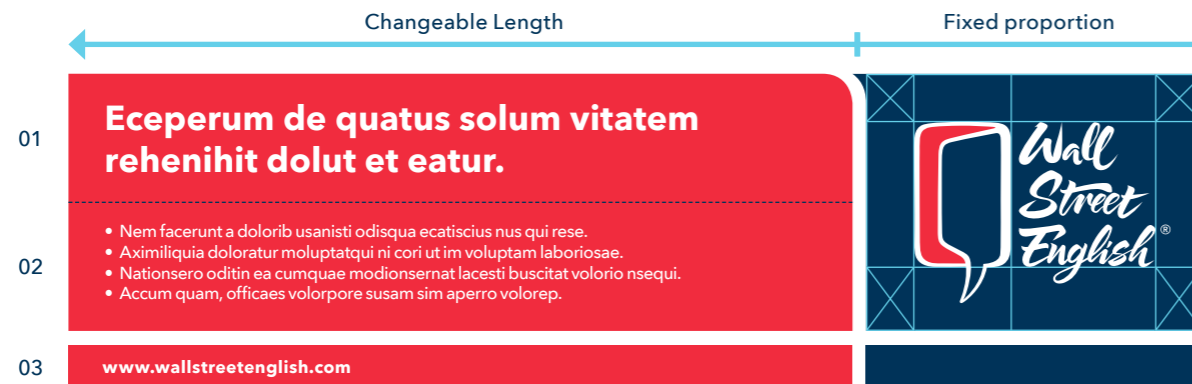 Changeable Length
Fixed proportion
01
Eceperum de quatus solum vitatem
rehenihit dolut et eatur.
02
• Nem facerunt a dolorib usanisti odisqua ecatiscius nus qui rese.
• Aximiliquia doloratur moluptatqui ni cori ut im voluptam laboriosae.
• Nationsero oditin ea cumquae modionsernat lacesti buscitat volorio nsequi.
• Accum quam, officaes volorpore susam sim aperro volorep.
Wall
Street
English®
03
www.wallstreetenglish.com